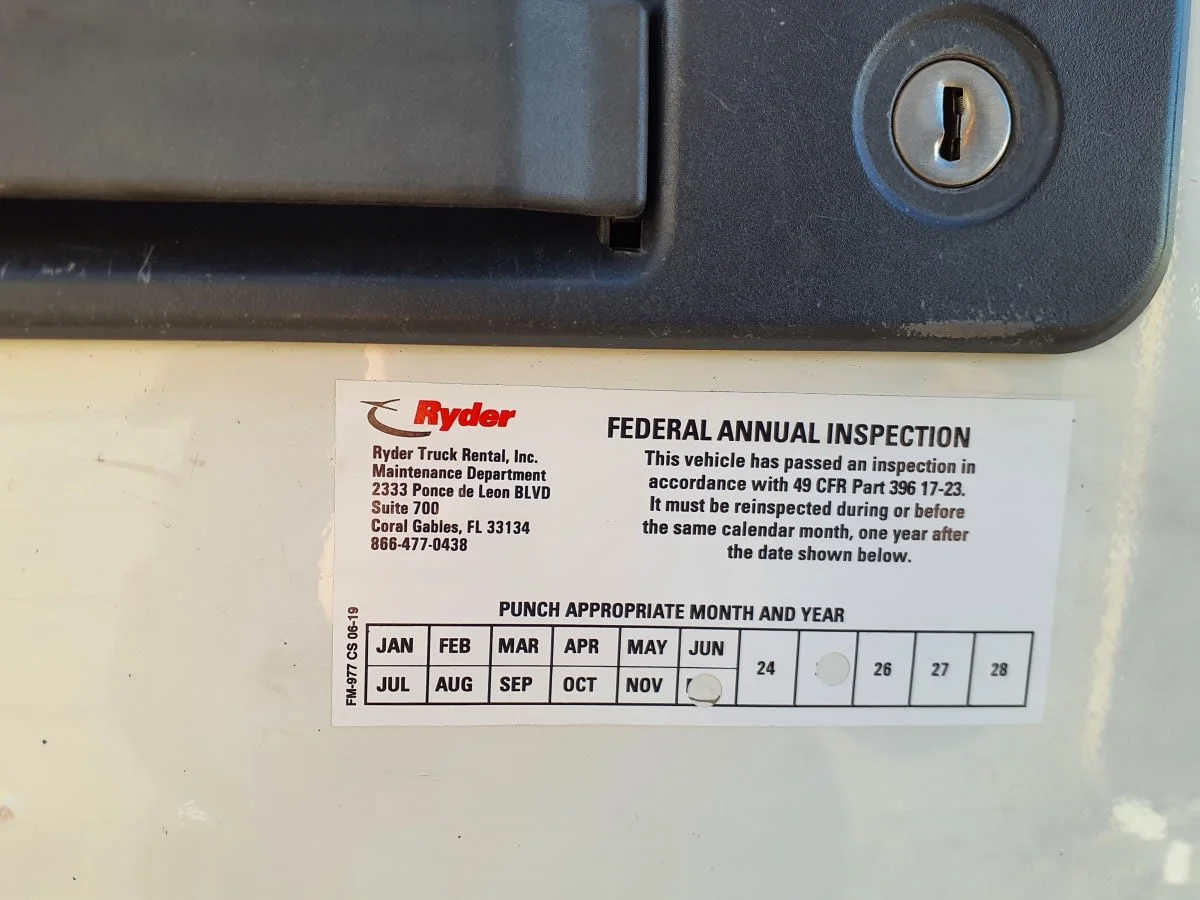 Ryder
Ryder Truck Rental, Inc.
Maintenance Department
2333 Ponce de Leon BLVD
Suite 700
Coral Gables, FL 33134
866-477-0438
FEDERAL ANNUAL INSPECTION
This vehicle has passed an inspection in
accordance with 49 CFR Part 396 17-23.
It must be reinspected during or before
the same calendar month, one year after
the date shown below.
PUNCH APPROPRIATE MONTH AND YEAR
JAN FEB MAR APR MAY JUN
24 26 27 28
JUL AUG SEP OCT NOV
FM-977 CS 06-19